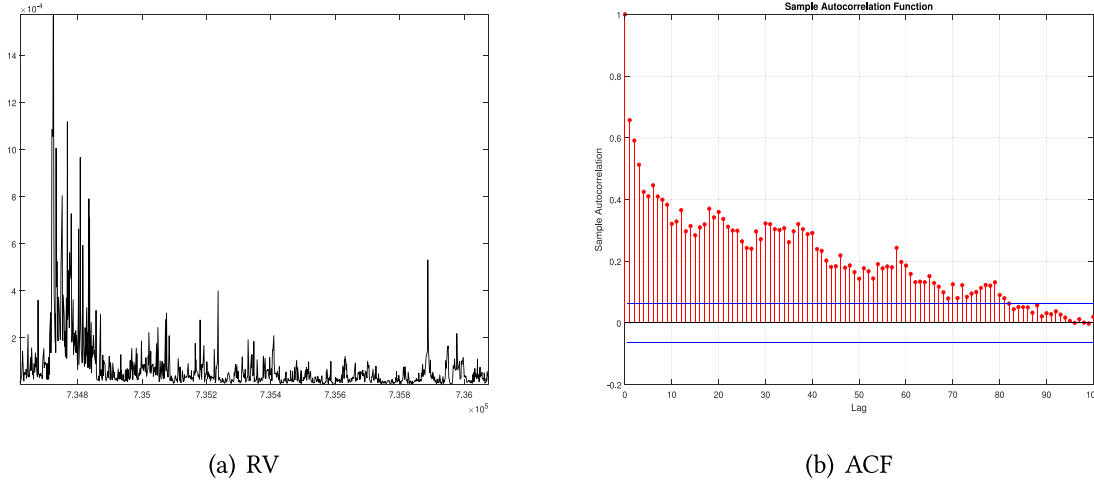 ×10⁻⁴
14
12
10
8
6
4
2
7.348 7.35 7.352 7.354 7.356 7.358 7.36
×10⁵
(a) RV
Sample Autocorrelation Function
Sample Autocorrelation
1
0.8
0.6
0.4
0.2
0
-0.2
0 10 20 30 40 50 60 70 80 90 100
Lag
(b) ACF